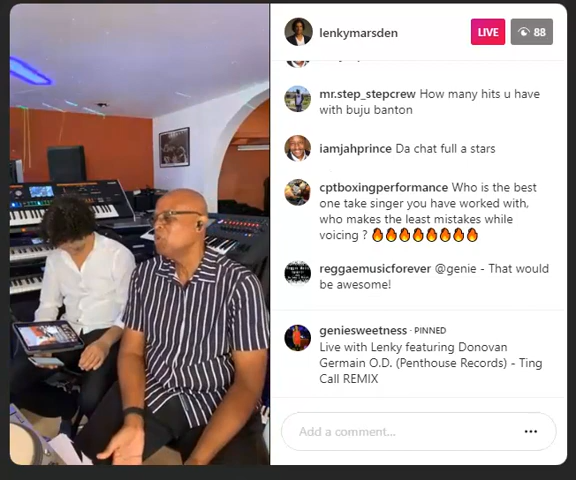 lenkymarsden
LIVE
88
mr.step_stepcrew How many hits u have
with buju banton
iamjahprince Da chat full a stars
cptboxingperformance Who is the best
one take singer you have worked with,
who makes the least mistakes while
voicing ? 🔥🔥🔥🔥🔥🔥🔥🔥
reggaemusicforever @genie - That would
be awesome!
geniesweetness · PINNED
Live with Lenky featuring Donovan
Germain O.D. (Penthouse Records) - Ting
Call REMIX
Add a comment...